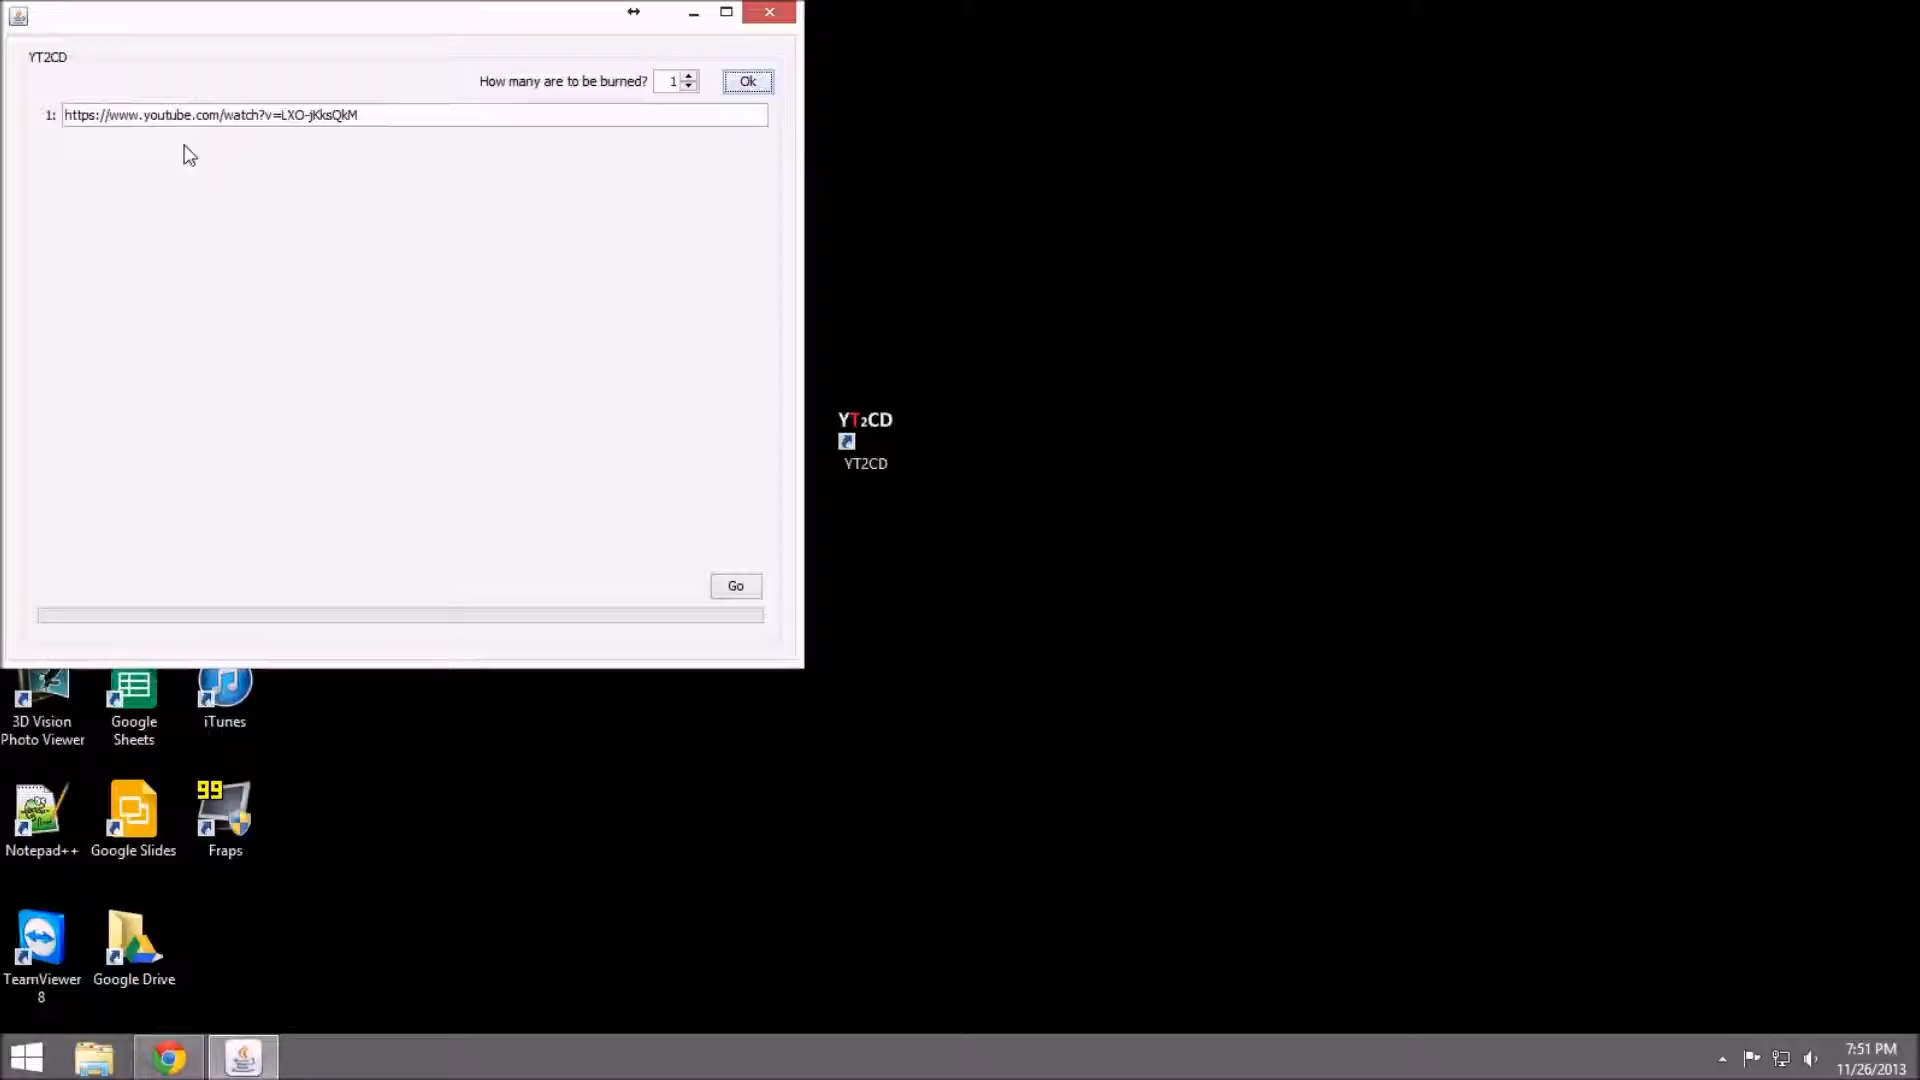 YT2CD
How many are to be burned? 1 Ok
1: https://www.youtube.com/watch?v=LXO-jKksQkM
YT2CD
YT2CD
Go
3D Vision
Photo Viewer
Google
Sheets
iTunes
99
Notepad++
Google Slides
Fraps
TeamViewer
8
Google Drive
7:51 PM
11/26/2013